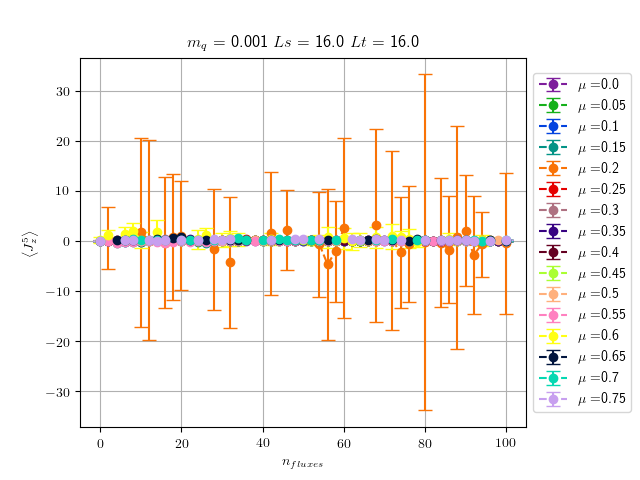 m_q = 0.001 Ls = 16.0 Lt = 16.0
⟨J_z^5⟩
30
20
10
0
−10
−20
−30
0 20 40 60 80 100
n_{fluxes}
μ =0.0
μ =0.05
μ =0.1
μ =0.15
μ =0.2
μ =0.25
μ =0.3
μ =0.35
μ =0.4
μ =0.45
μ =0.5
μ =0.55
μ =0.6
μ =0.65
μ =0.7
μ =0.75